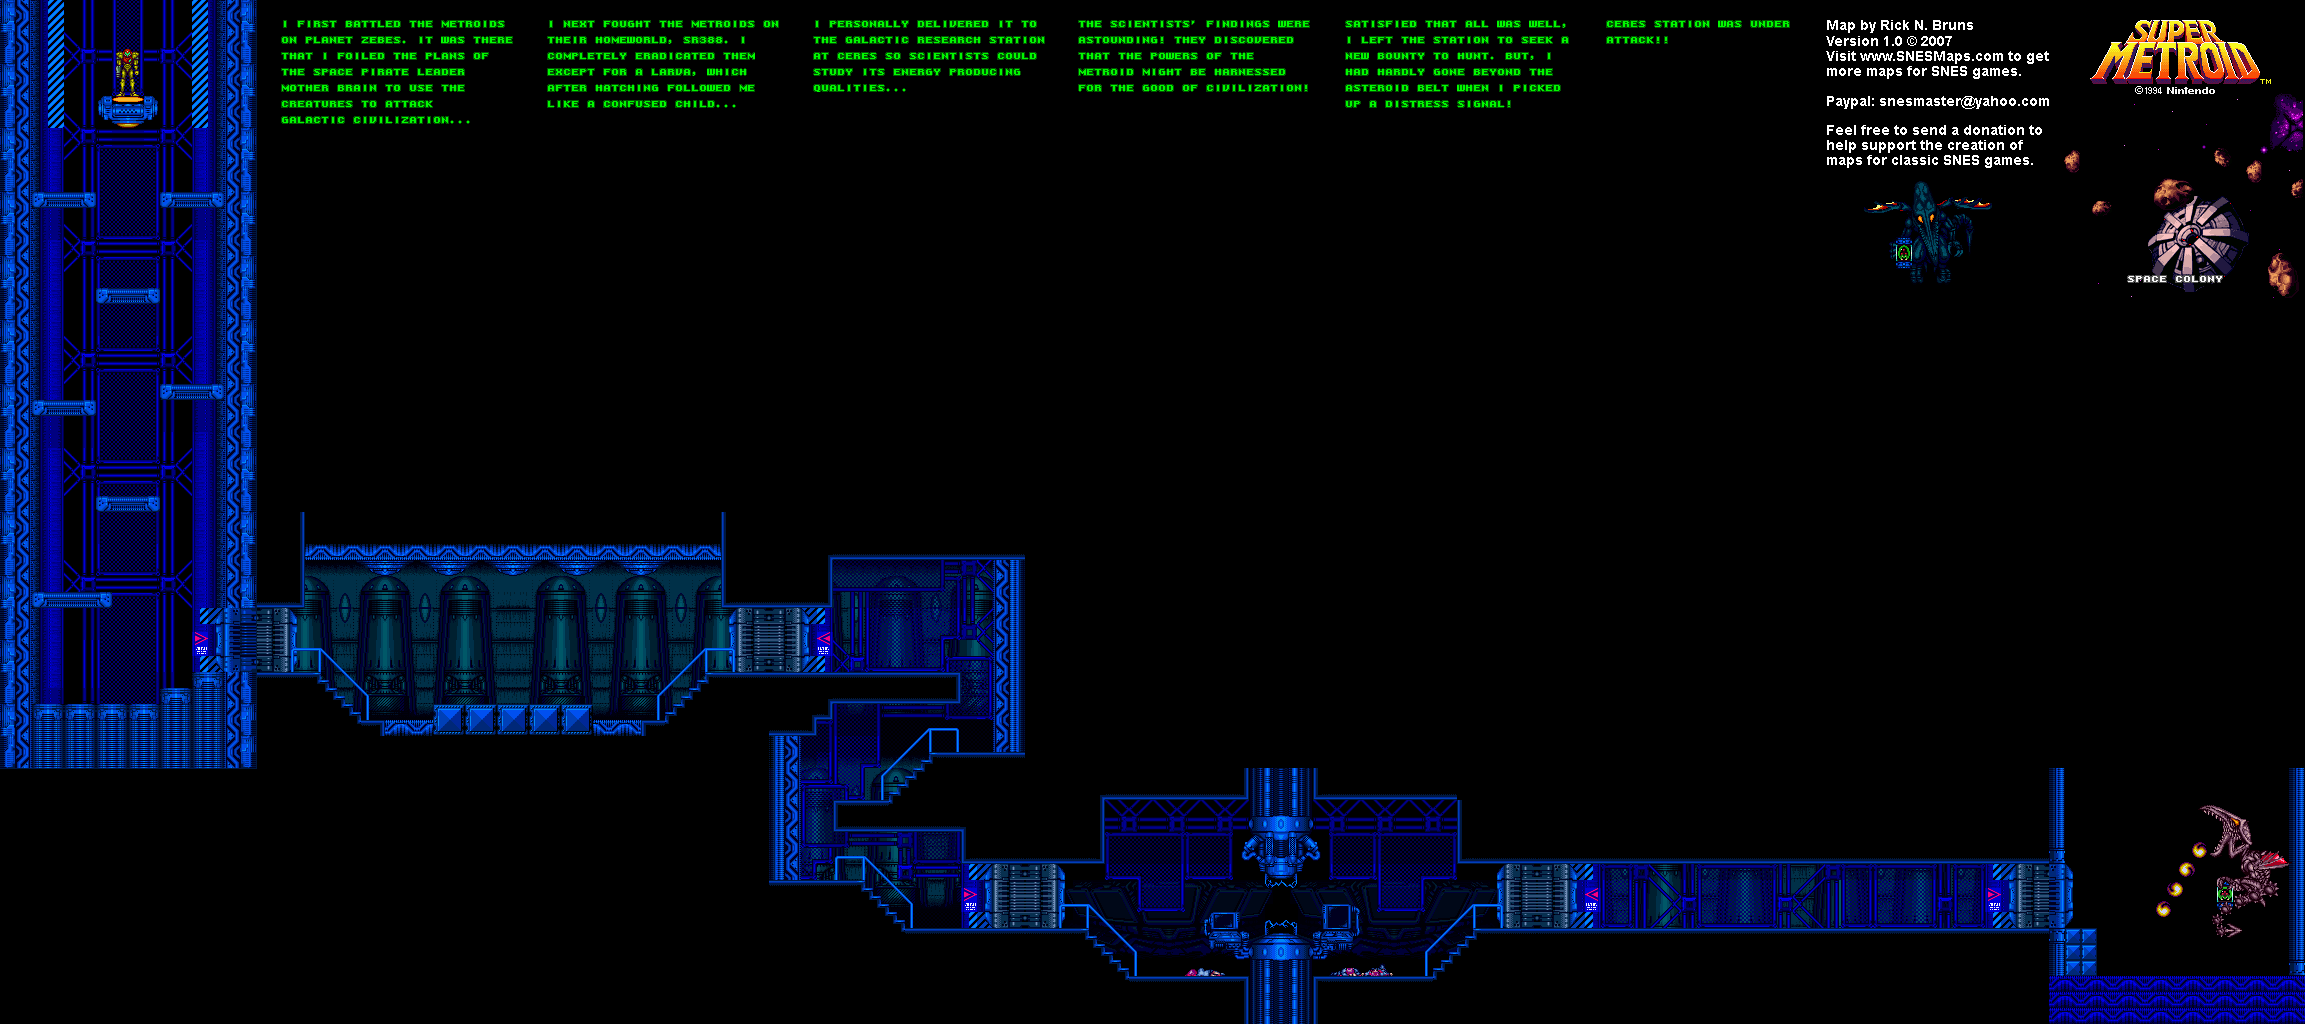 I FIRST BATTLED THE METROIDS
ON PLANET ZEBES. IT WAS THERE
THAT I FOILED THE PLANS OF
THE SPACE PIRATE LEADER
MOTHER BRAIN TO USE THE
CREATURES TO ATTACK
GALACTIC CIVILIZATION...
I NEXT FOUGHT THE METROIDS ON
THEIR HOMEWORLD, SR388. I
COMPLETELY ERADICATED THEM
EXCEPT FOR A LARVA, WHICH
AFTER HATCHING FOLLOWED ME
LIKE A CONFUSED CHILD...
I PERSONALLY DELIVERED IT TO
THE GALACTIC RESEARCH STATION
AT CERES SO SCIENTISTS COULD
STUDY ITS ENERGY PRODUCING
QUALITIES...
THE SCIENTISTS' FINDINGS WERE
ASTOUNDING! THEY DISCOVERED
THAT THE POWERS OF THE
METROID MIGHT BE HARNESSED
FOR THE GOOD OF CIVILIZATION!
SATISFIED THAT ALL WAS WELL,
I LEFT THE STATION TO SEEK A
NEW BOUNTY TO HUNT. BUT, I
HAD HARDLY GONE BEYOND THE
ASTEROID BELT WHEN I PICKED
UP A DISTRESS SIGNAL!
CERES STATION WAS UNDER
ATTACK!!
Map by Rick N. Bruns
Version 1.0 © 2007
Visit www.SNESMaps.com to get
more maps for SNES games.
Paypal: snesmaster@yahoo.com
Feel free to send a donation to
help support the creation of
maps for classic SNES games.
SUPER
METROID™
©1994 Nintendo
SPACE COLONY